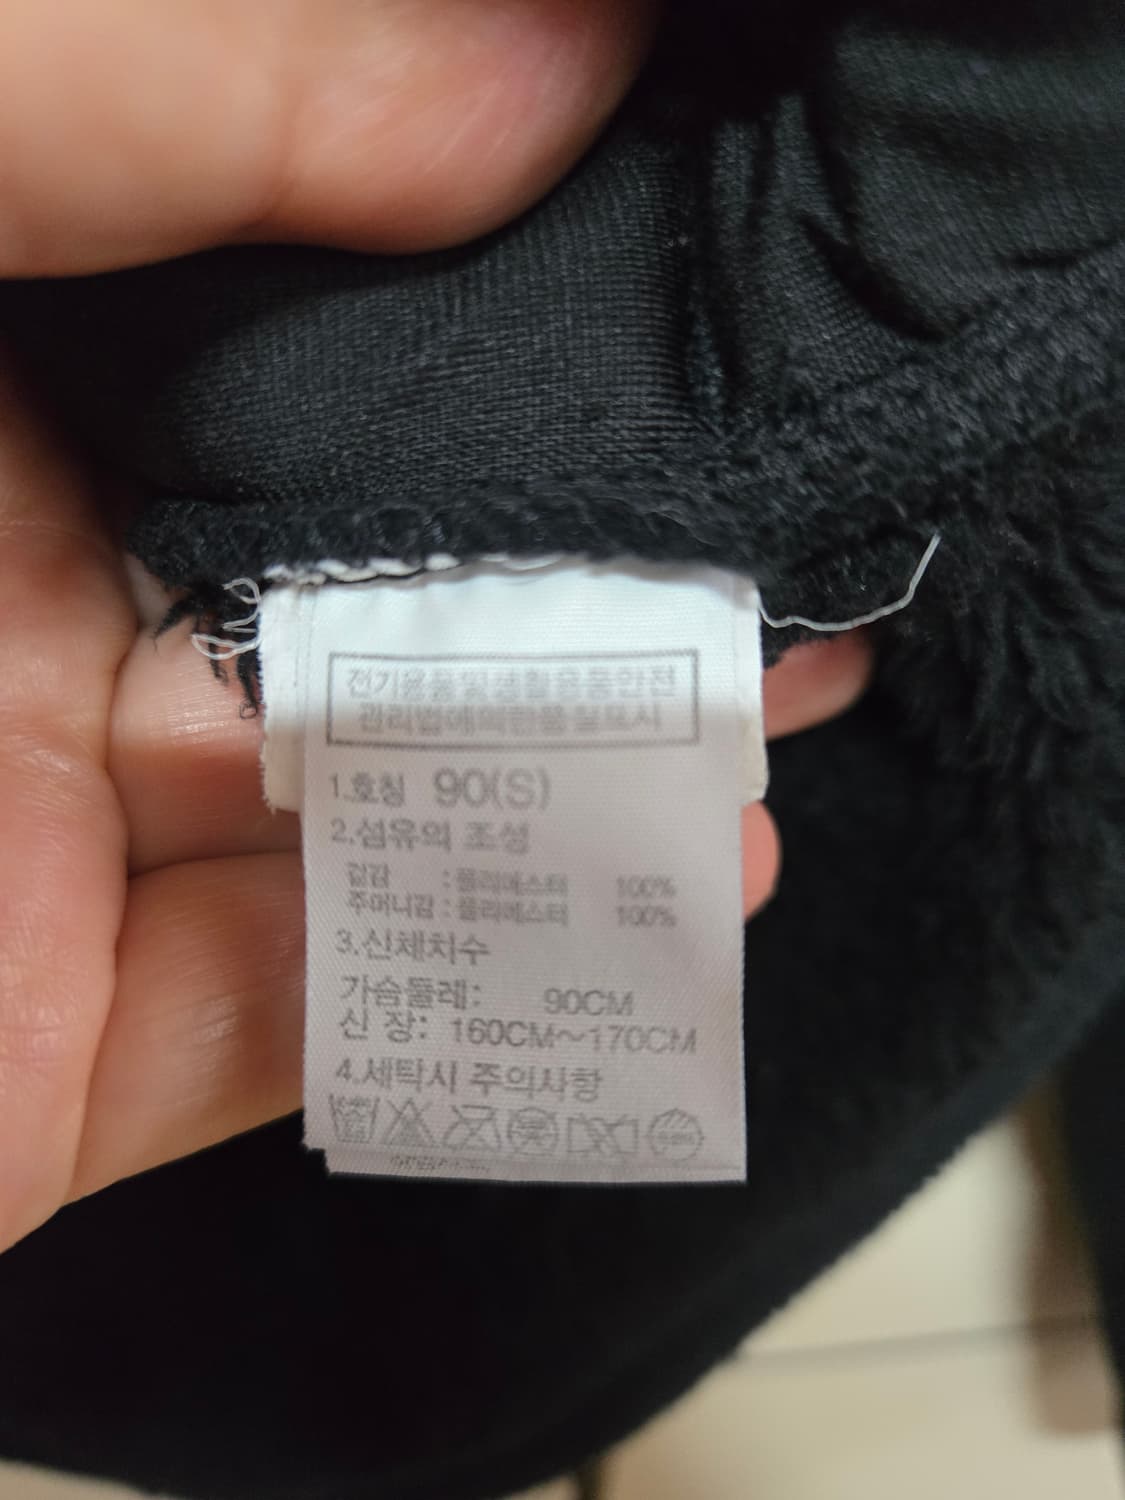 전기용품및생활용품안전
관리법에의한품질표시
1.호칭 90(S)
2.섬유의 조성
겉감 :폴리에스터 100%
주머니감:폴리에스터 100%
3.신체치수
가슴둘레: 90CM
신 장: 160CM~170CM
4.세탁시 주의사항